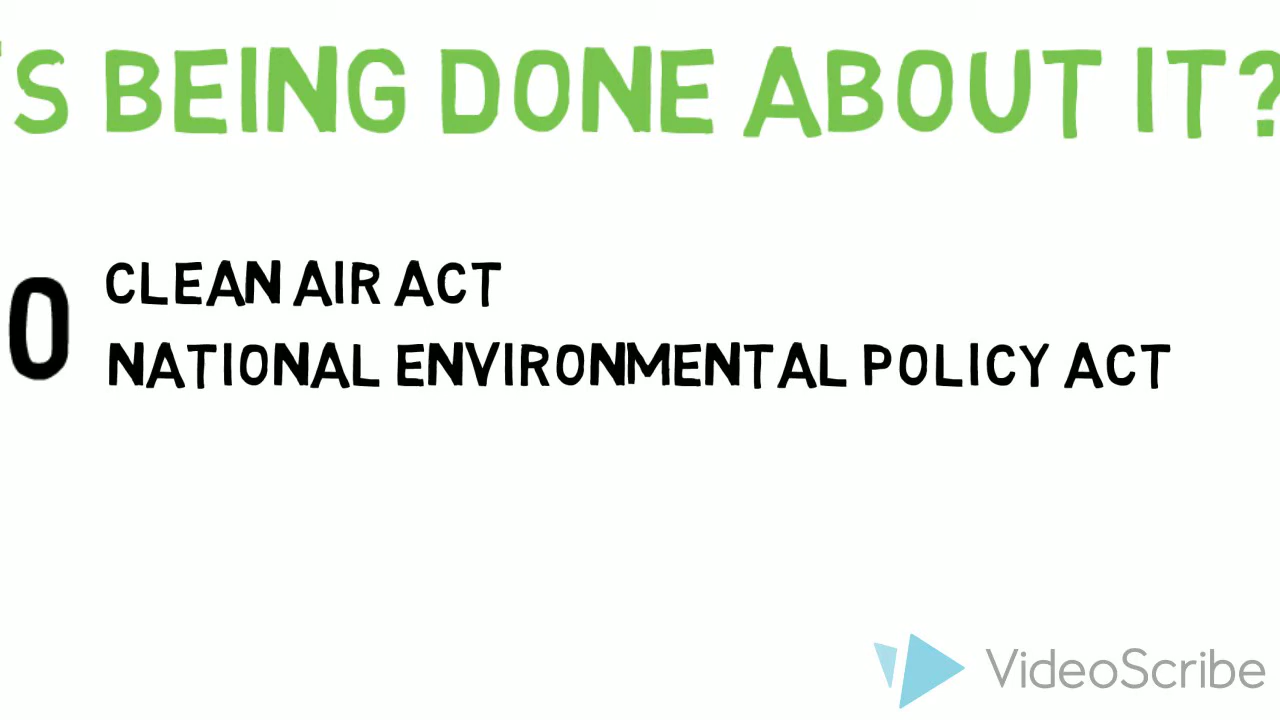 'S BEING DONE ABOUT IT?
0
CLEAN AIR ACT
NATIONAL ENVIRONMENTAL POLICY ACT
VideoScribe